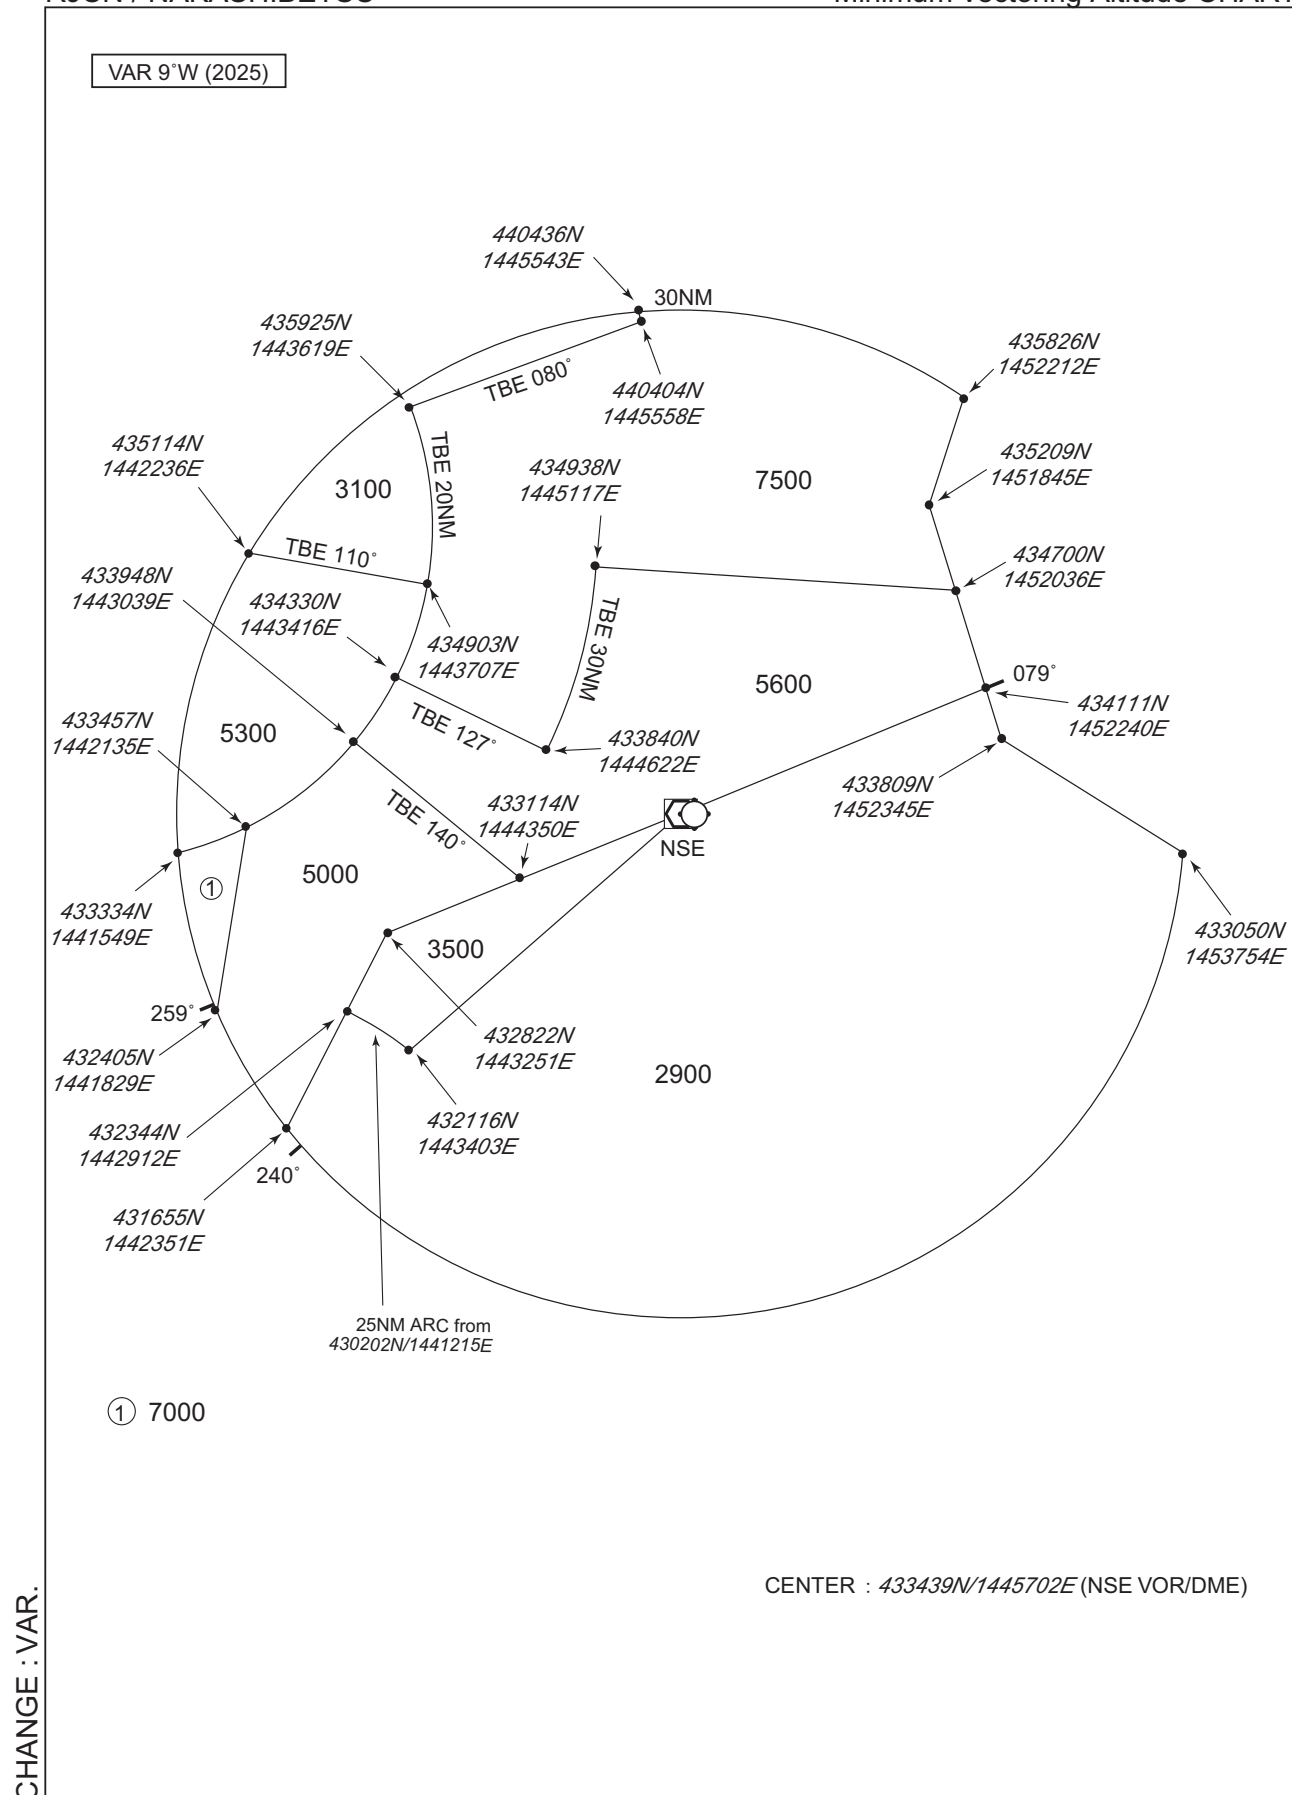 Minimum Vectoring Altitude CHART
VAR 9°W (2025)
440436N
1445543E
30NM
435925N
1443619E
TBE 080°
440404N
1445558E
435826N
1452212E
435114N
1442236E
3100
TBE 20NM
434938N
1445117E
7500
435209N
1451845E
TBE 110°
433948N
1443039E
434330N
1443416E
434903N
1443707E
TBE 30NM
434700N
1452036E
5600
079°
434111N
1452240E
433457N
1442135E
5300
TBE 127°
433840N
1444622E
433809N
1452345E
TBE 140°
433114N
1444350E
NSE
5000
1
433334N
1441549E
3500
433050N
1453754E
259°
432405N
1441829E
432822N
1443251E
2900
432344N
1442912E
432116N
1443403E
240°
431655N
1442351E
25NM ARC from
430202N/1441215E
1 7000
CENTER : 433439N/1445702E (NSE VOR/DME)
CHANGE : VAR.